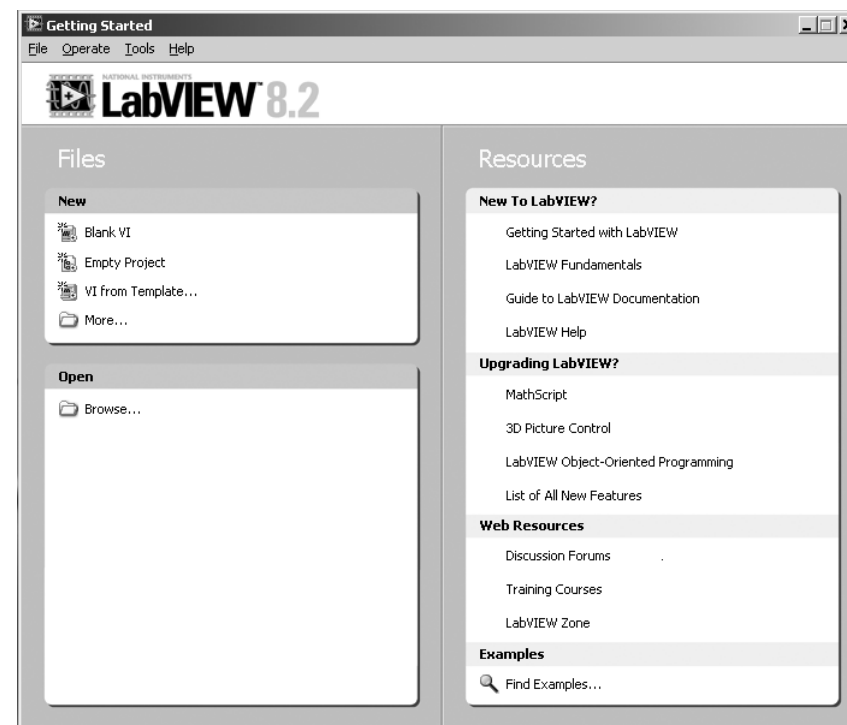 Getting Started
File Operate Tools Help
NATIONAL INSTRUMENTS
LabVIEW™ 8.2
Files
New
Blank VI
Empty Project
VI from Template...
More...
Open
Browse...
Resources
New To LabVIEW?
Getting Started with LabVIEW
LabVIEW Fundamentals
Guide to LabVIEW Documentation
LabVIEW Help
Upgrading LabVIEW?
MathScript
3D Picture Control
LabVIEW Object-Oriented Programming
List of All New Features
Web Resources
Discussion Forums
Training Courses
LabVIEW Zone
Examples
Find Examples...